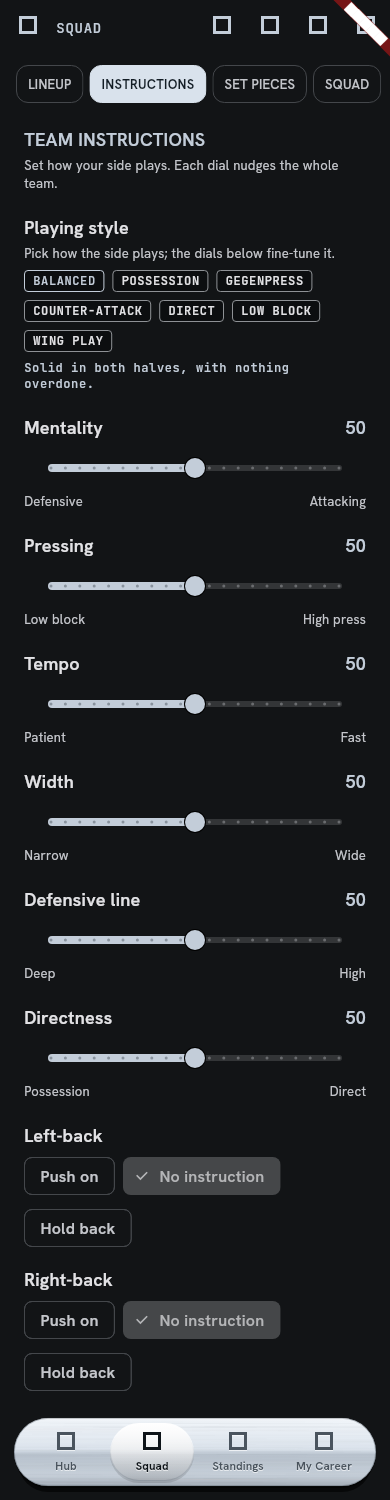 SQUAD
LINEUP INSTRUCTIONS SET PIECES SQUAD
TEAM INSTRUCTIONS
Set how your side plays. Each dial nudges the whole
team.
Playing style
Pick how the side plays; the dials below fine-tune it.
BALANCED POSSESSION GEGENPRESS
COUNTER-ATTACK DIRECT LOW BLOCK
WING PLAY
Solid in both halves, with nothing
overdone.
Mentality 50
Defensive Attacking
Pressing 50
Low block High press
Tempo 50
Patient Fast
Width 50
Narrow Wide
Defensive line 50
Deep High
Directness 50
Possession Direct
Left-back
Push on No instruction
Hold back
Right-back
Push on No instruction
Hold back
Hub Squad Standings My Career